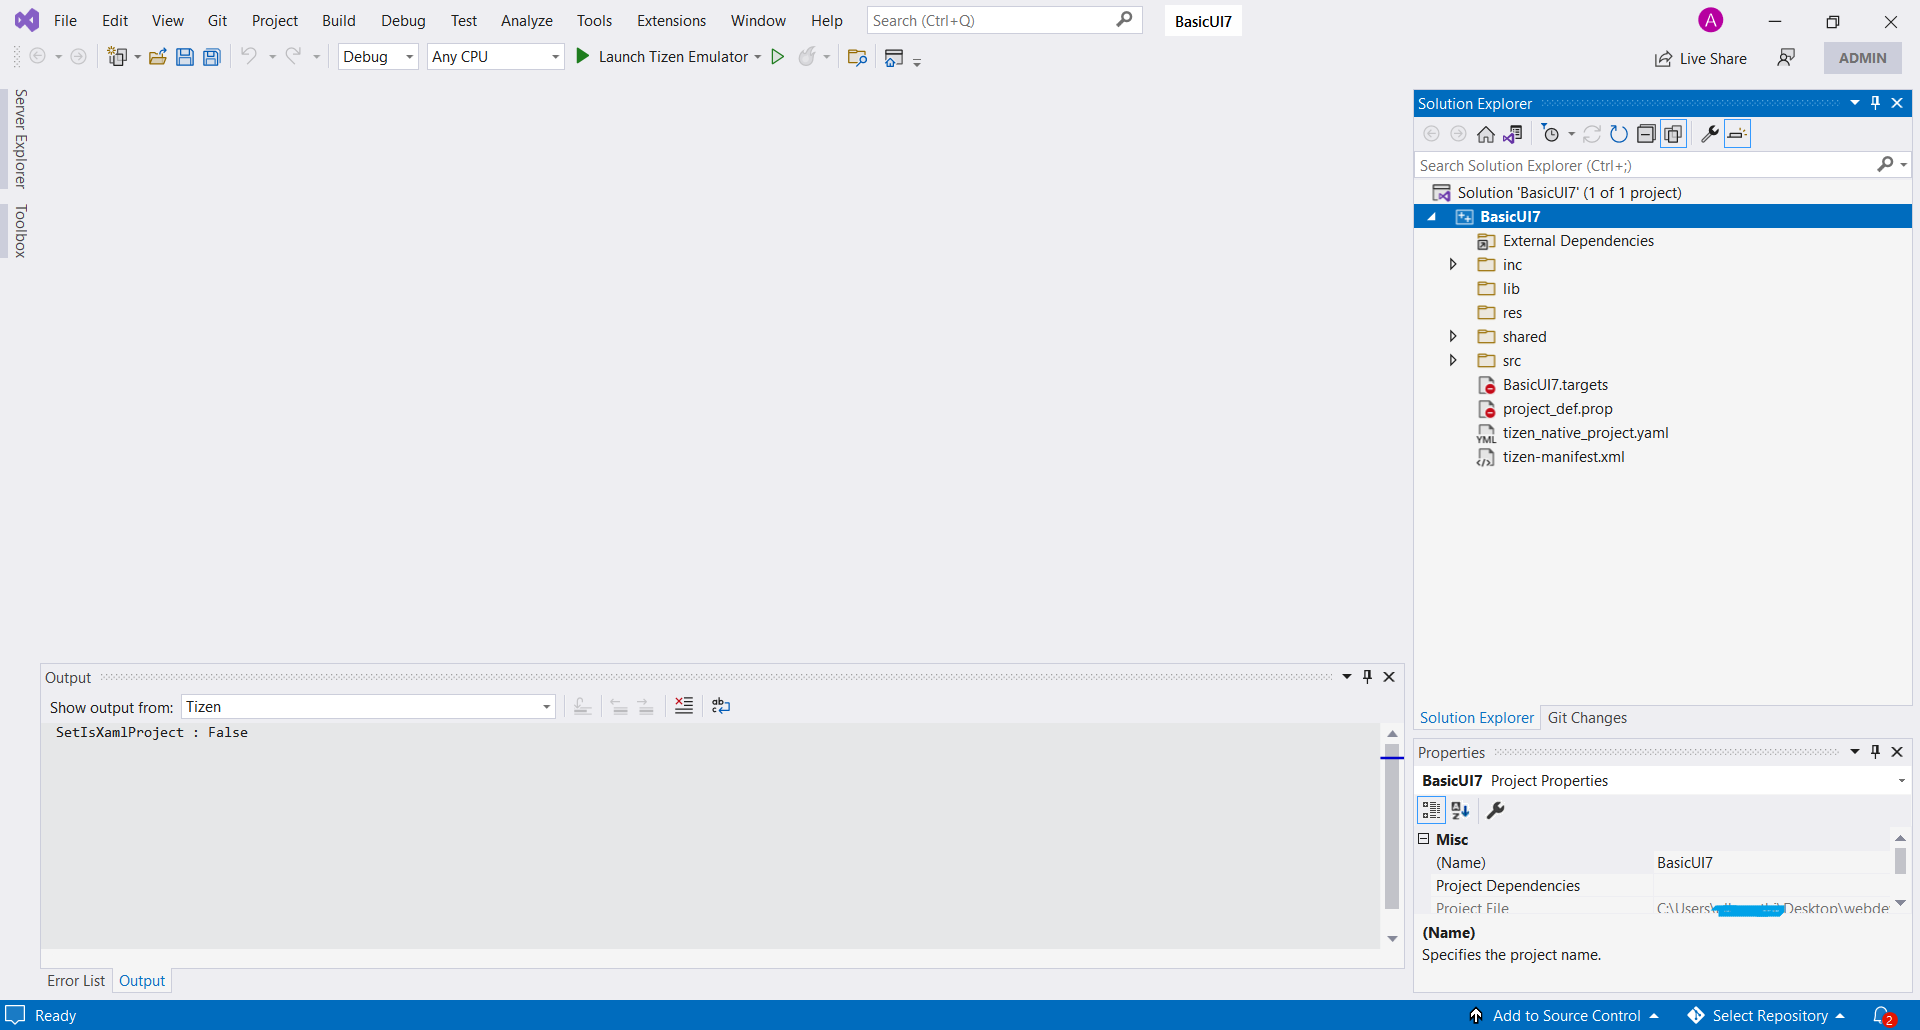 File Edit View Git Project Build Debug Test Analyze Tools Extensions Window Help Search (Ctrl+Q) BasicUI7 A
Debug Any CPU Launch Tizen Emulator Live Share ADMIN
Server Explorer
Toolbox
Solution Explorer
Search Solution Explorer (Ctrl+;)
Solution 'BasicUI7' (1 of 1 project)
BasicUI7
External Dependencies
inc
lib
res
shared
src
BasicUI7.targets
project_def.prop
YML tizen_native_project.yaml
tizen-manifest.xml
Solution Explorer Git Changes
Output
Show output from: Tizen
SetIsXamlProject : False
Error List Output
Properties
BasicUI7 Project Properties
Misc
(Name) BasicUI7
Project Dependencies
Project File C:\Users\ Desktop\webde
(Name)
Specifies the project name.
Ready Add to Source Control Select Repository 2